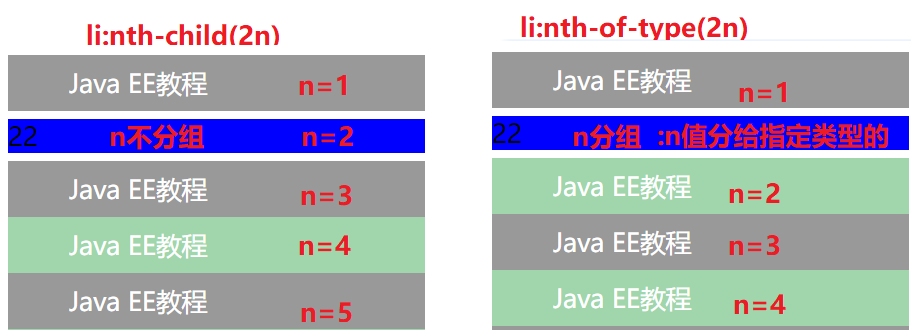 li:nth-child(2n)
Java EE教程 n=1
22 n不分组 n=2
Java EE教程 n=3
Java EE教程 n=4
Java EE教程 n=5
li:nth-of-type(2n)
Java EE教程 n=1
22 n分组 :n值分给指定类型的
Java EE教程 n=2
Java EE教程 n=3
Java EE教程 n=4